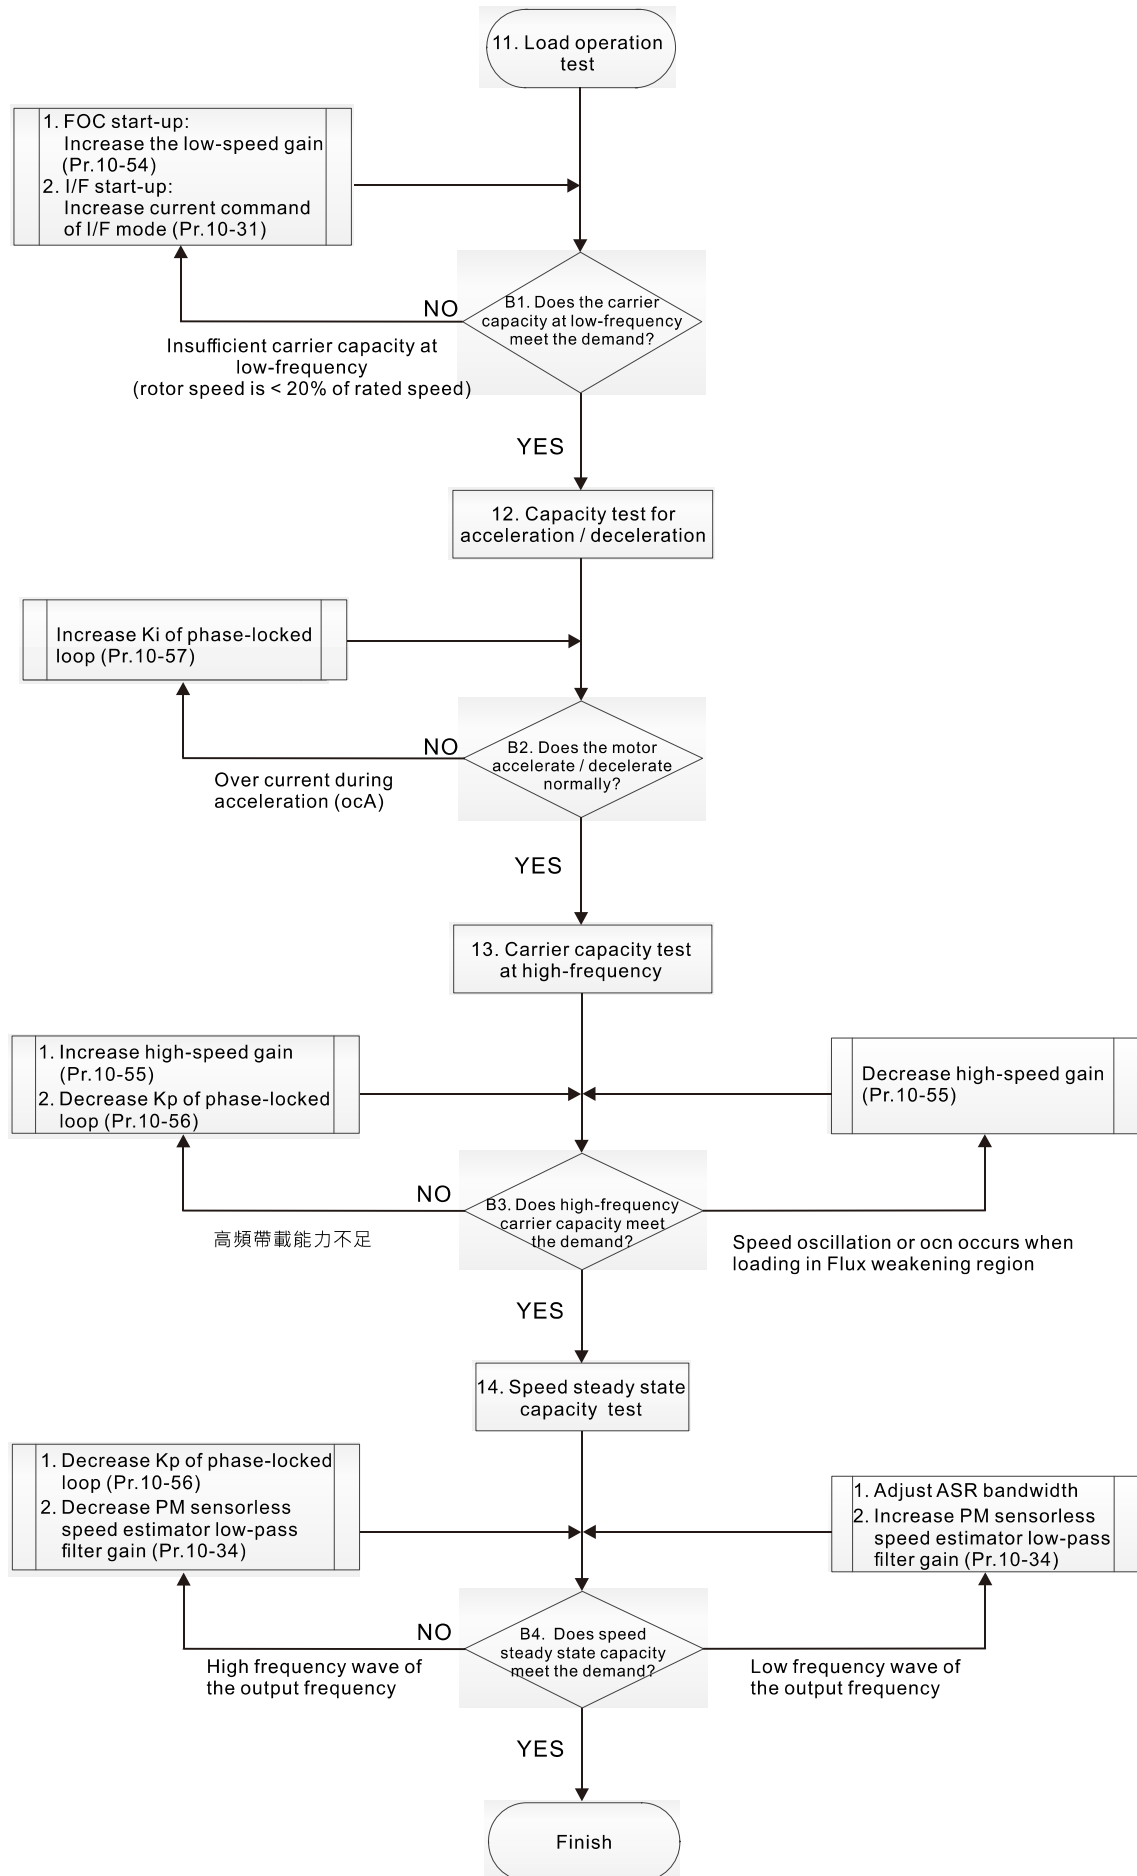 11. Load operation
test
1. FOC start-up:
Increase the low-speed gain
(Pr.10-54)
2. I/F start-up:
Increase current command
of I/F mode (Pr.10-31)
B1. Does the carrier
capacity at low-frequency
meet the demand?
NO
Insufficient carrier capacity at
low-frequency
(rotor speed is < 20% of rated speed)
YES
12. Capacity test for
acceleration / deceleration
Increase Ki of phase-locked
loop (Pr.10-57)
B2. Does the motor
accelerate / decelerate
normally?
NO
Over current during
acceleration (ocA)
YES
13. Carrier capacity test
at high-frequency
1. Increase high-speed gain
(Pr.10-55)
2. Decrease Kp of phase-locked
loop (Pr.10-56)
Decrease high-speed gain
(Pr.10-55)
B3. Does high-frequency
carrier capacity meet
the demand?
NO
高頻帶載能力不足
Speed oscillation or ocn occurs when
loading in Flux weakening region
YES
14. Speed steady state
capacity test
1. Decrease Kp of phase-locked
loop (Pr.10-56)
2. Decrease PM sensorless
speed estimator low-pass
filter gain (Pr.10-34)
1. Adjust ASR bandwidth
2. Increase PM sensorless
speed estimator low-pass
filter gain (Pr.10-34)
B4. Does speed
steady state capacity
meet the demand?
NO
High frequency wave of
the output frequency
Low frequency wave of
the output frequency
YES
Finish